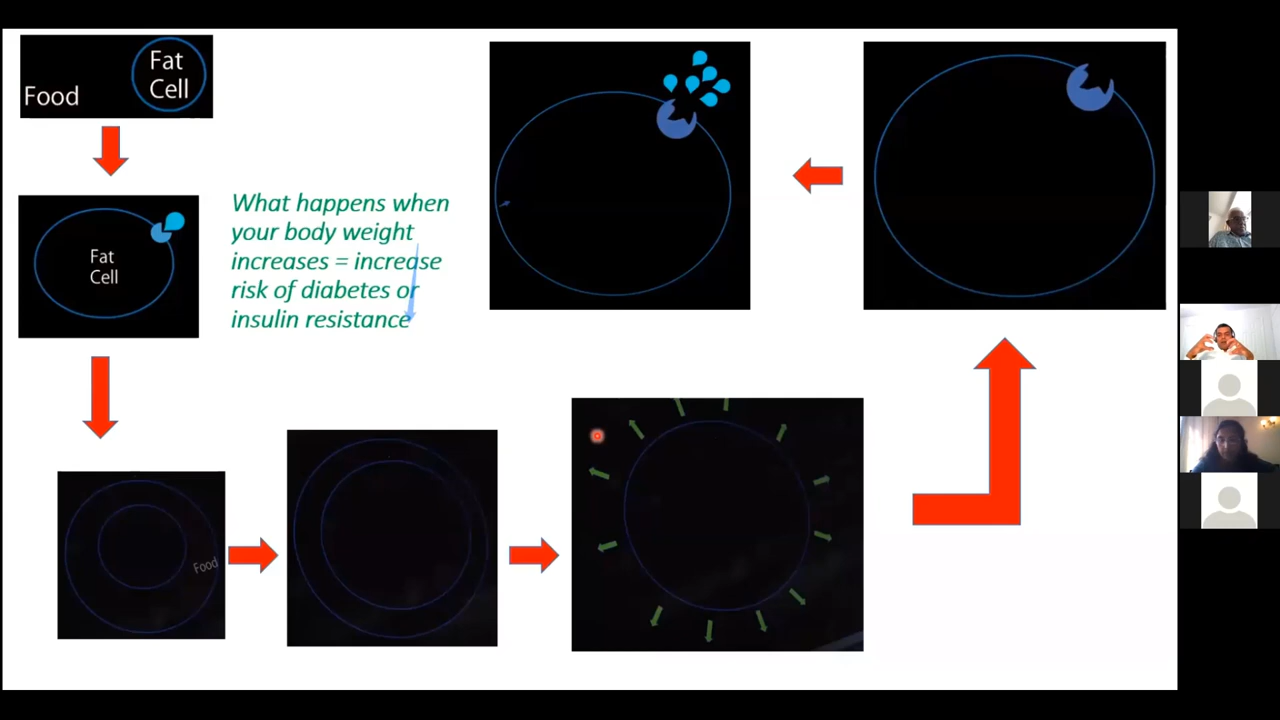 Fat
Cell
Food
Fat
Cell
What happens when
your body weight
increases = increase
risk of diabetes or
insulin resistance
Food